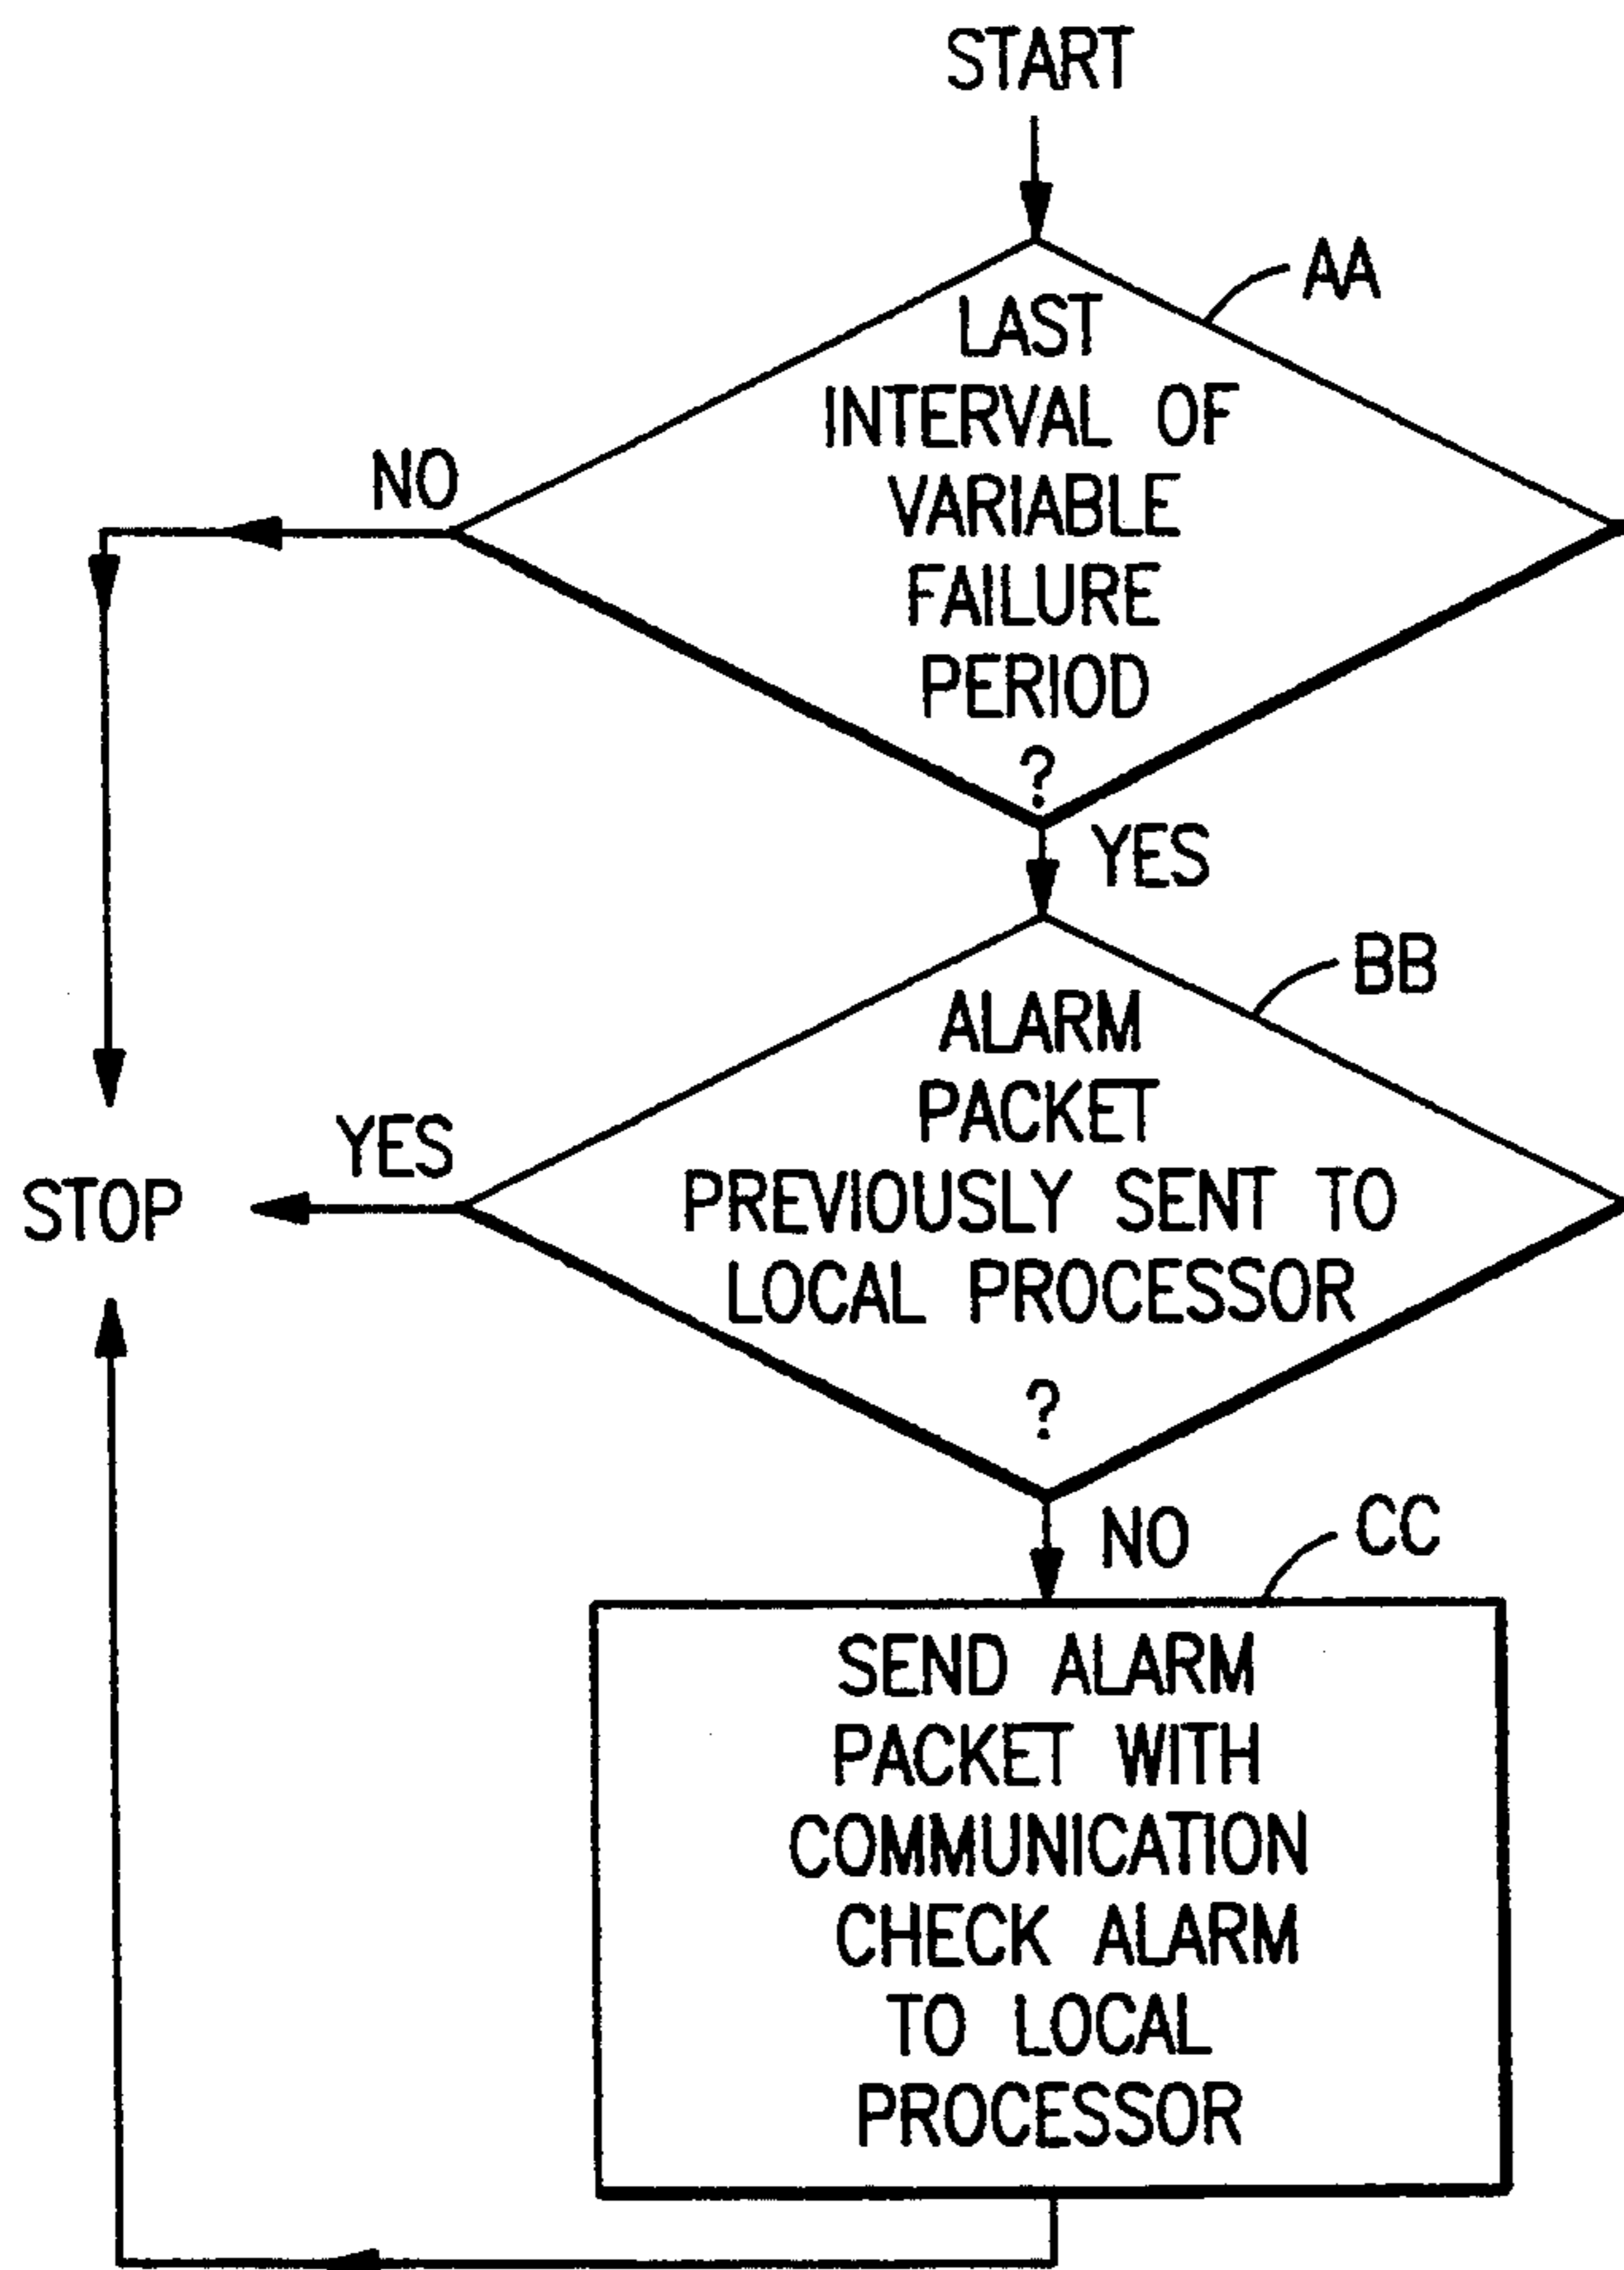 START
AA
LAST
INTERVAL OF
VARIABLE
FAILURE
PERIOD
?
NO
YES
BB
ALARM
PACKET
PREVIOUSLY SENT TO
LOCAL PROCESSOR
?
YES
STOP
NO
CC
SEND ALARM
PACKET WITH
COMMUNICATION
CHECK ALARM
TO LOCAL
PROCESSOR